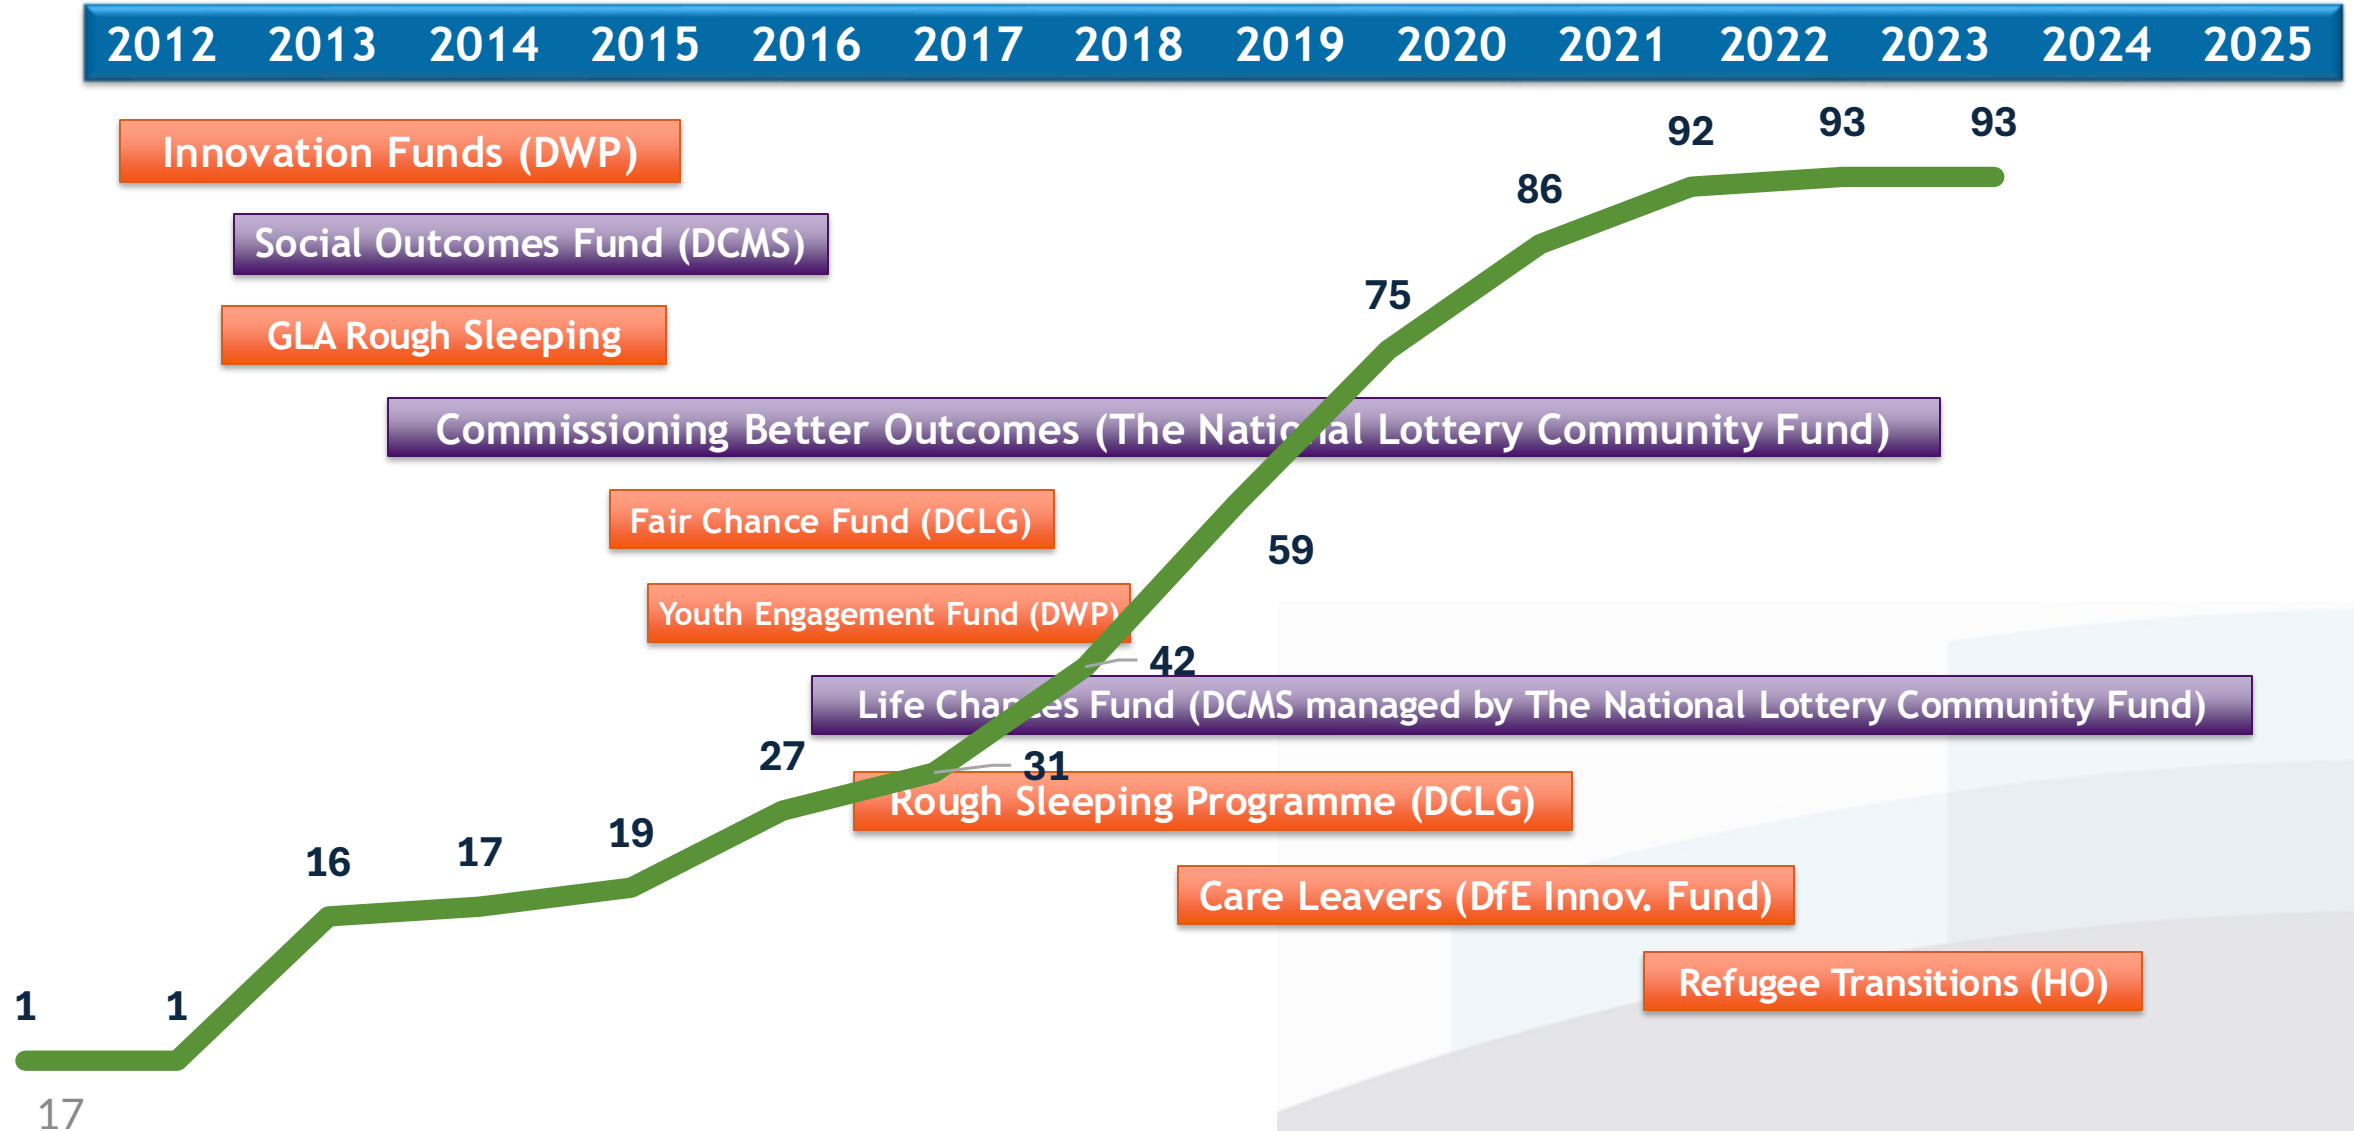 2012 2013 2014 2015 2016 2017 2018 2019 2020 2021 2022 2023 2024 2025
93 93
92
Innovation Funds (DWP)
86
Social Outcomes Fund (DCMS)
75
GLA Rough Sleeping
Commissioning Better Outcomes (The National Lottery Community Fund)
Fair Chance Fund (DCLG)
59
Youth Engagement Fund (DWP)
42
Life Chances Fund (DCMS managed by The National Lottery Community Fund)
27
31
Rough Sleeping Programme (DCLG)
19
17
16
Care Leavers (DfE Innov. Fund)
Refugee Transitions (HO)
1 1
17